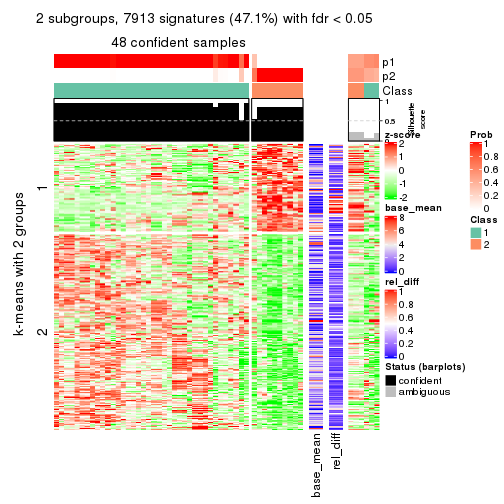 2 subgroups, 7913 signatures (47.1%) with fdr < 0.05
48 confident samples
p1
p2
Class
1
0.5
0
Silhouette
score
k-means with 2 groups
1
2
base_mean
rel_diff
z-score
2
1
0
-1
-2
base_mean
8
6
4
2
0
rel_diff
1
0.8
0.6
0.4
0.2
0
Status (barplots)
confident
ambiguous
Prob
1
0.8
0.6
0.4
0.2
0
Class
1
2